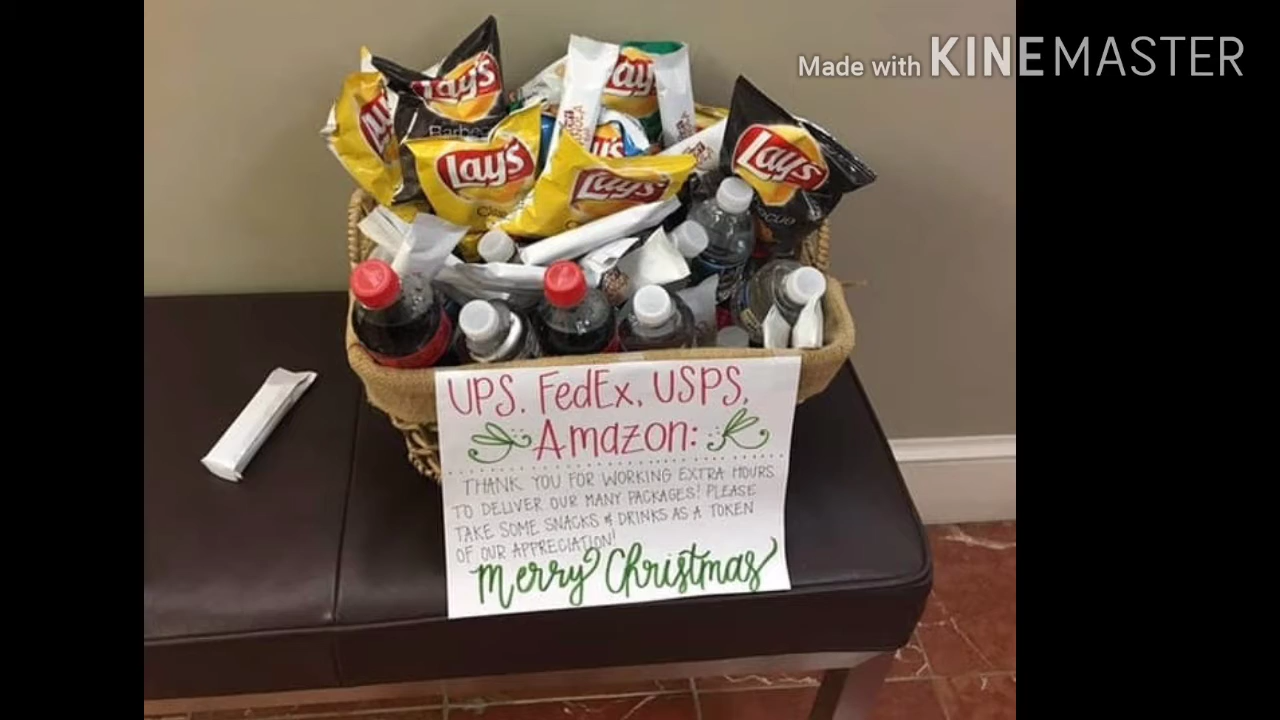 Made with KINEMASTER
Lay's
Lay's
Lay's
Lay's
Lay's
UPS. FedEx, USPS,
Amazon:
THANK YOU FOR WORKING EXTRA HOURS
TO DELIVER OUR MANY PACKAGES! PLEASE
TAKE SOME SNACKS & DRINKS AS A TOKEN
OF OUR APPRECIATION!
Merry Christmas